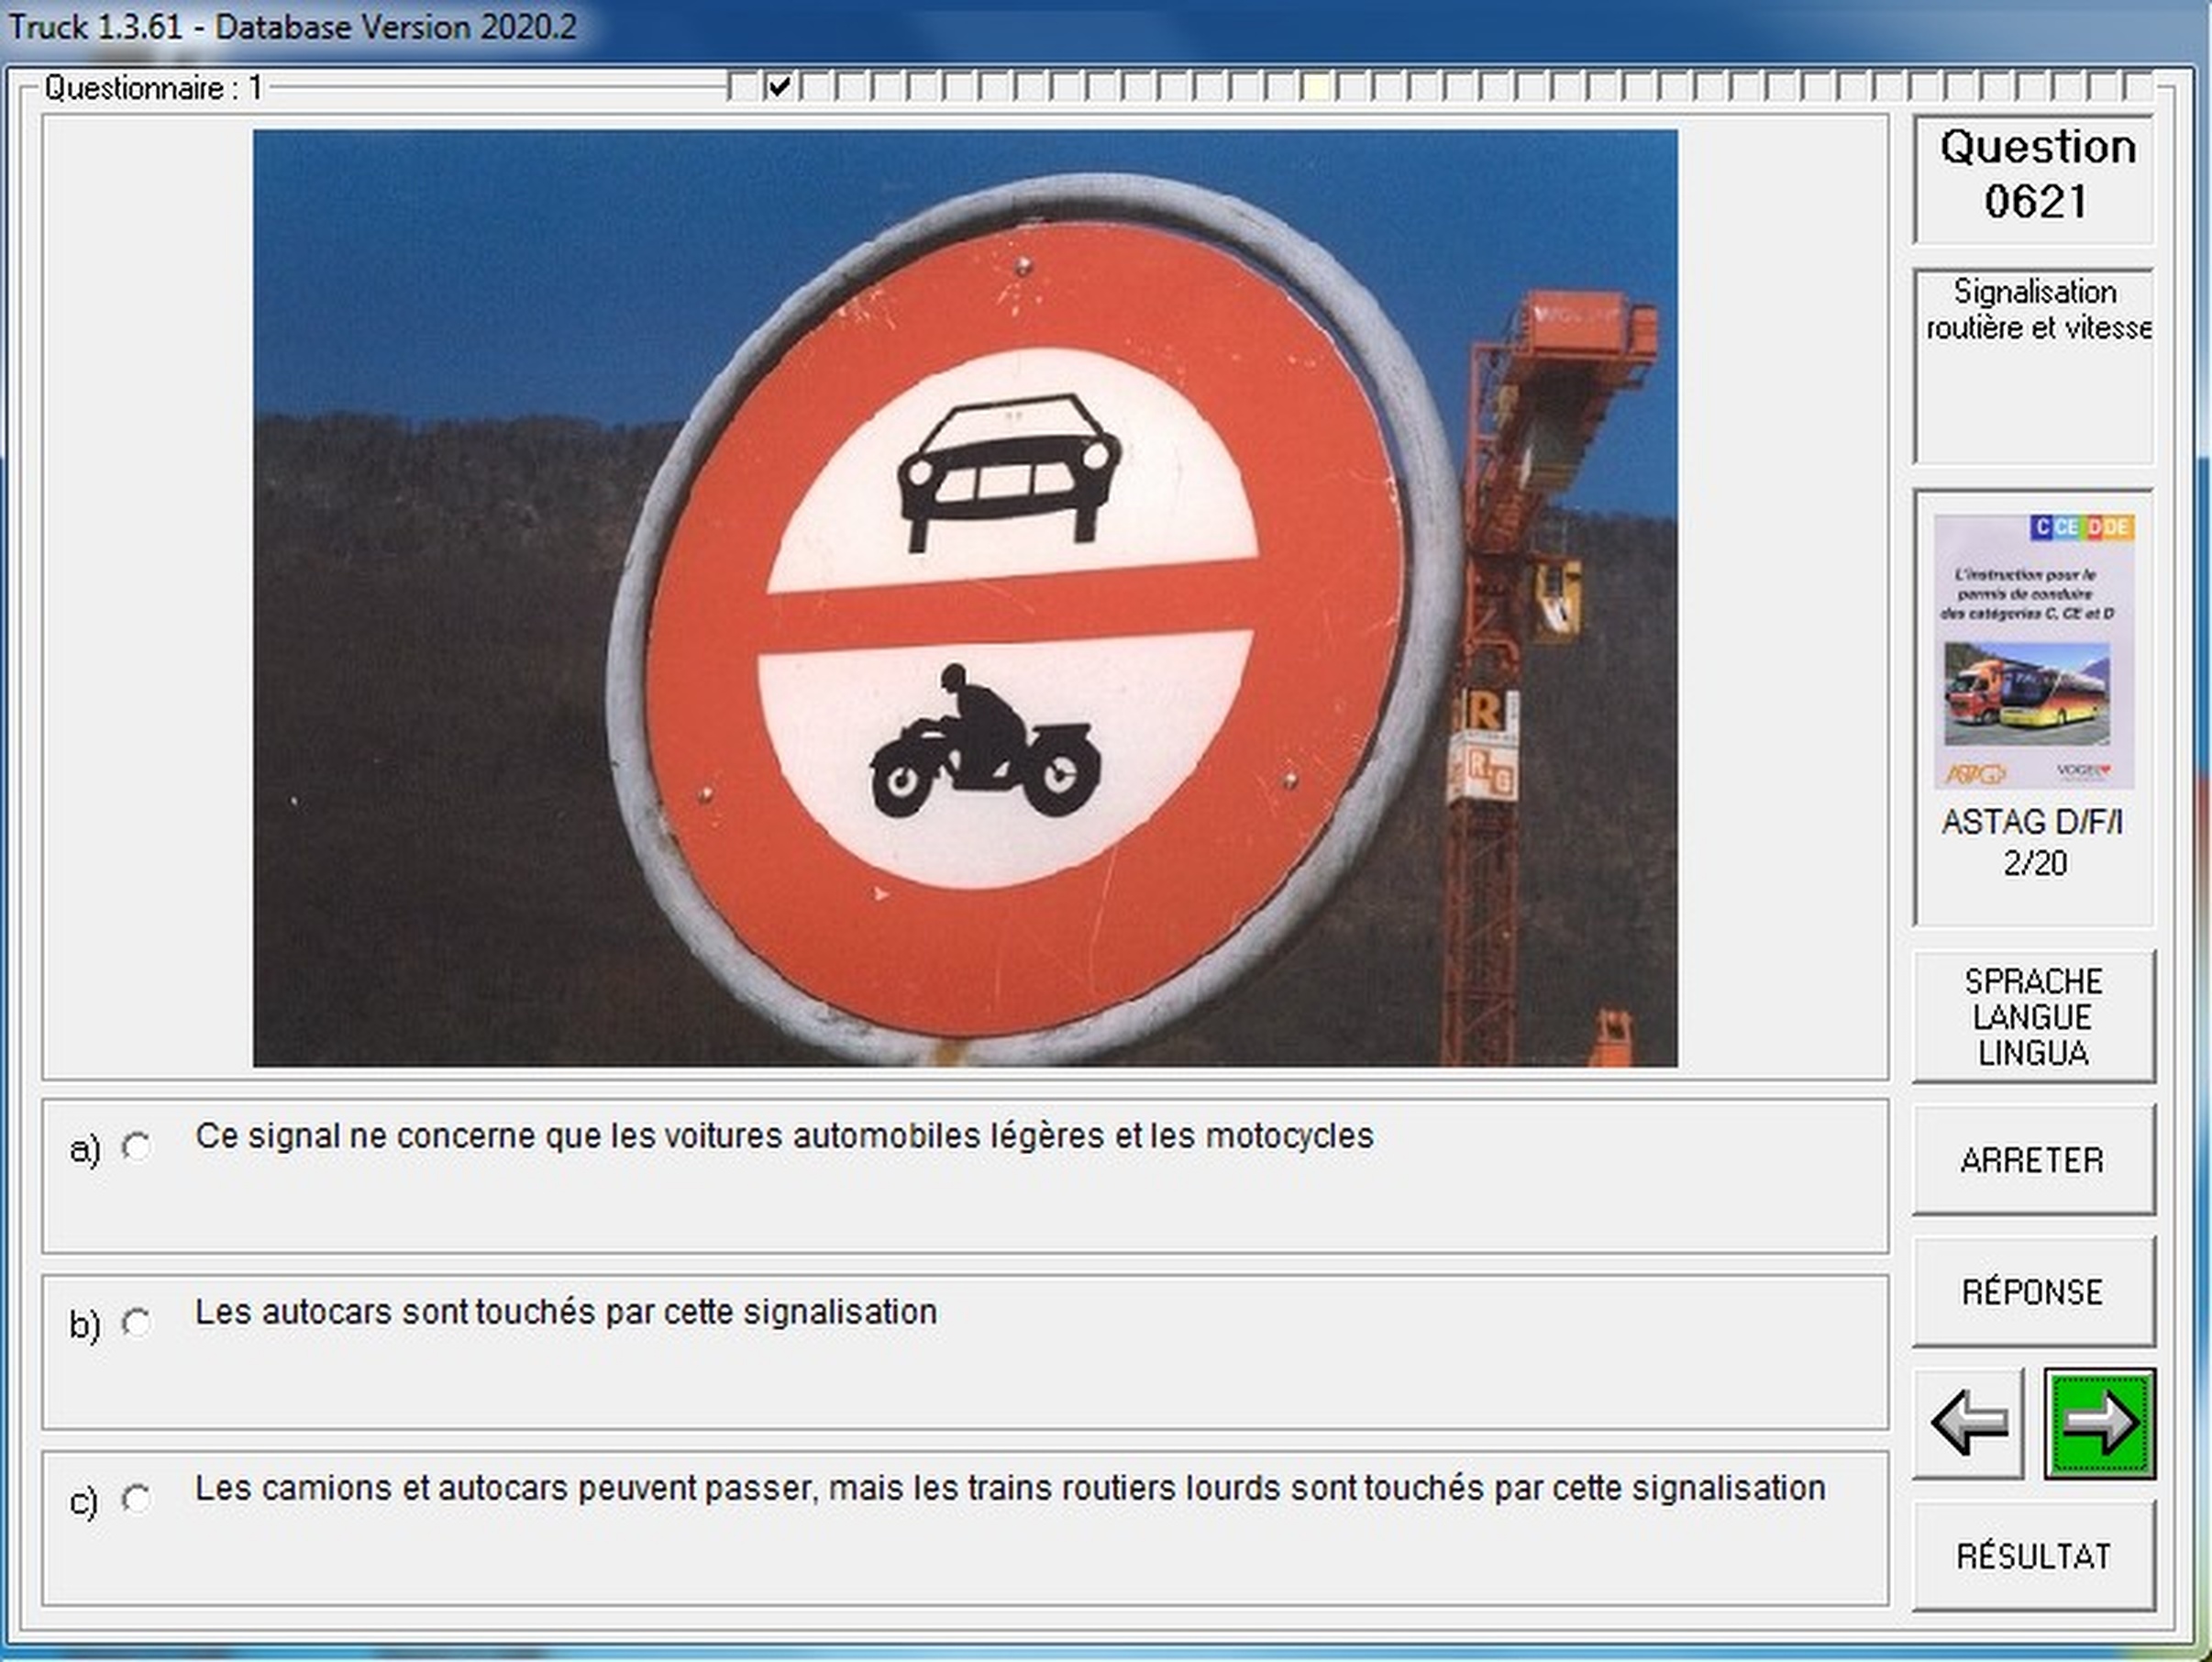 Truck 1.3.61 - Database Version 2020.2
Questionnaire : 1
Question
0621
Signalisation
routière et vitesse
C CE D DE
L'instruction pour le
permis de conduire
des catégories C, CE et D
ASTAG
VOGEL
ASTAG D/F/I
2/20
R
R G
SPRACHE
LANGUE
LINGUA
a) Ce signal ne concerne que les voitures automobiles légères et les motocycles
ARRETER
b) Les autocars sont touchés par cette signalisation
RÉPONSE
c) Les camions et autocars peuvent passer, mais les trains routiers lourds sont touchés par cette signalisation
RÉSULTAT